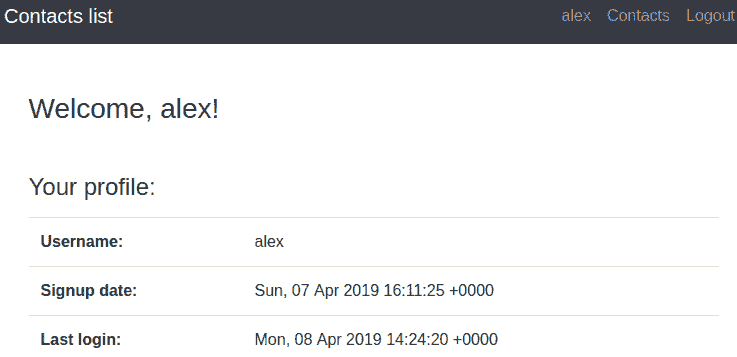 Contacts list alex Contacts Logout
Welcome, alex!
Your profile:
Username: alex
Signup date: Sun, 07 Apr 2019 16:11:25 +0000
Last login: Mon, 08 Apr 2019 14:24:20 +0000